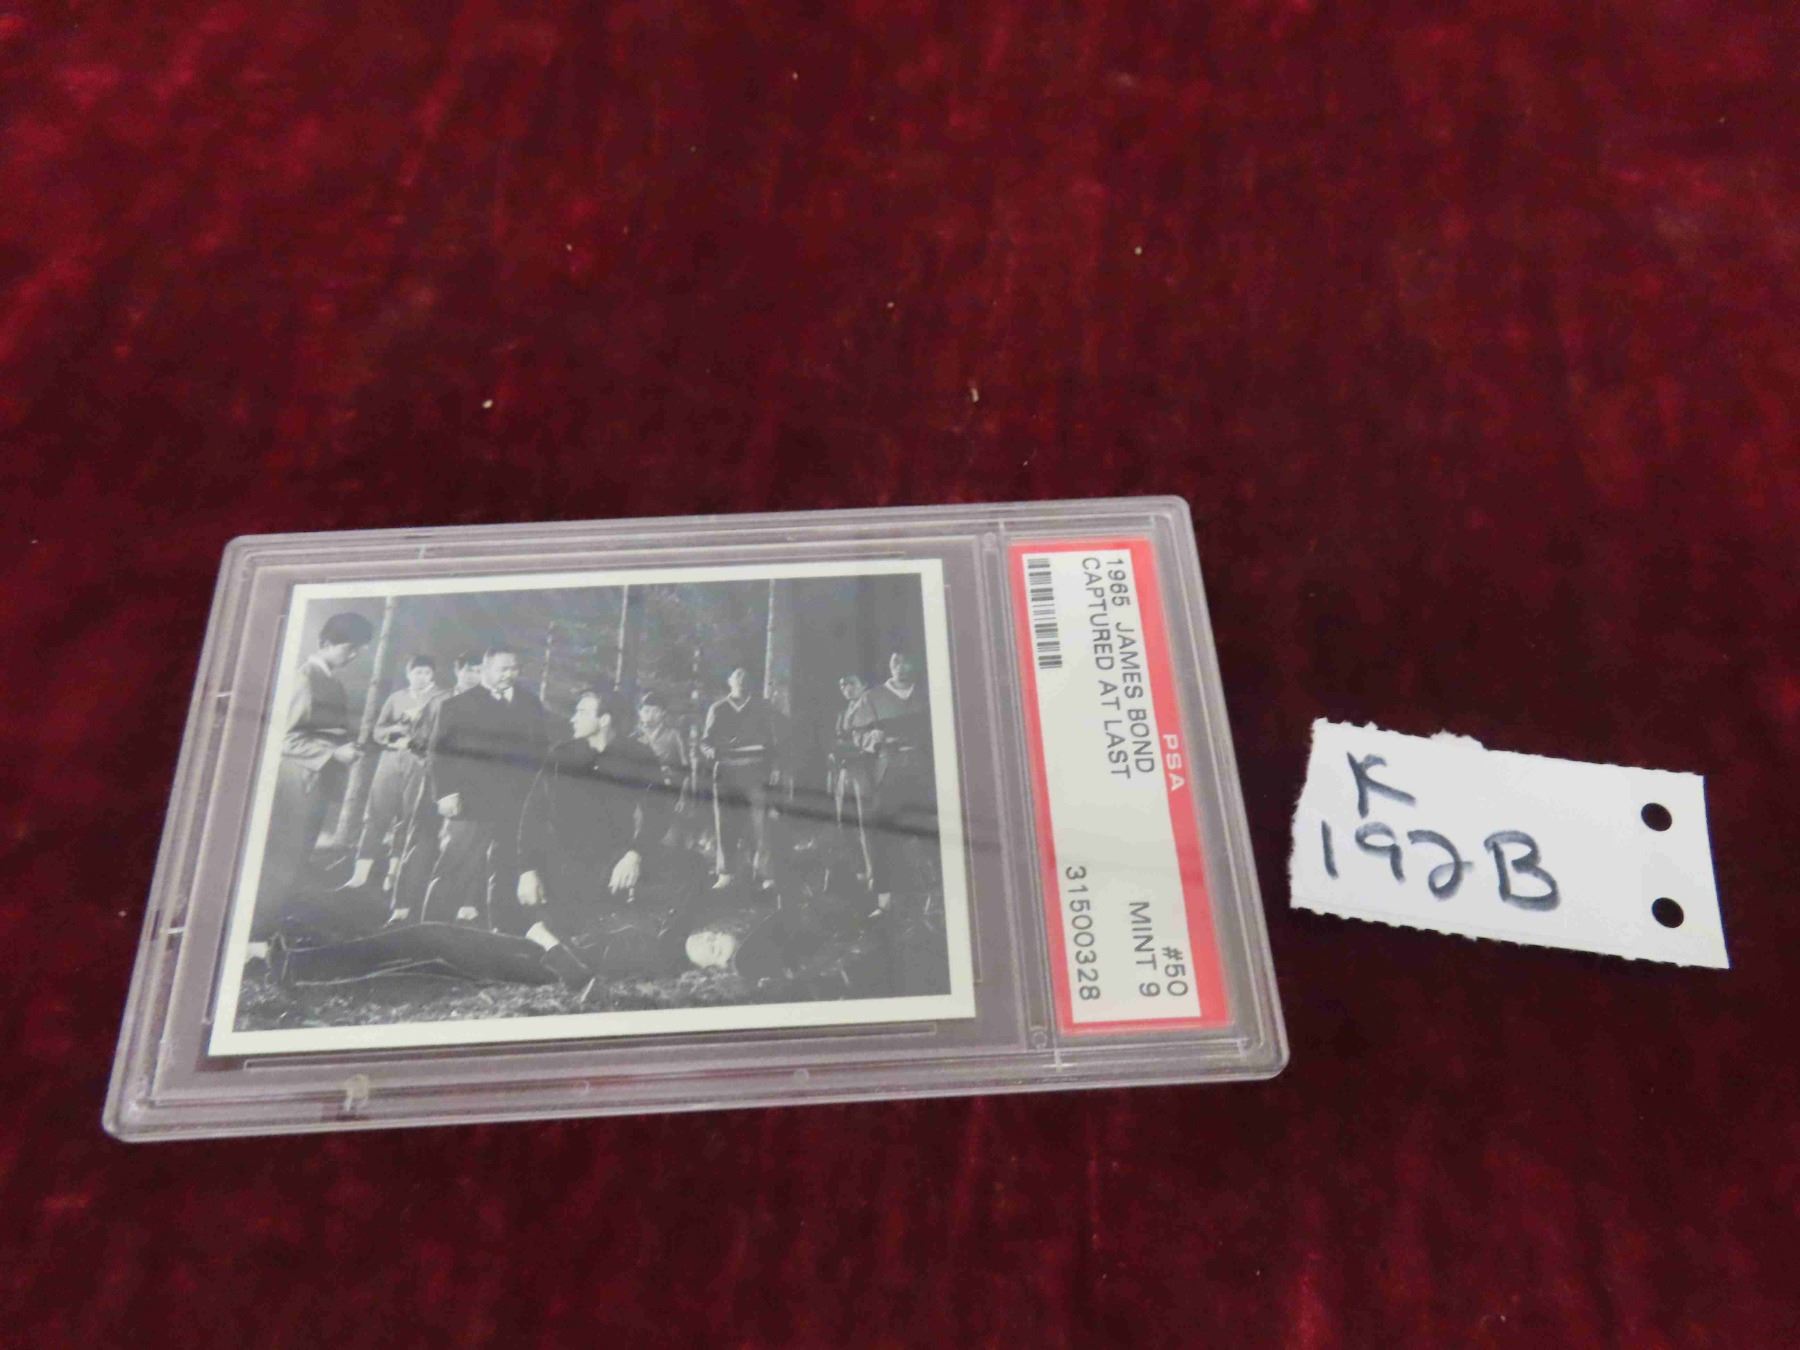 1965 JAMES BOND #50
CAPTURED AT LAST MINT 9
PSA
31500328
K
192B